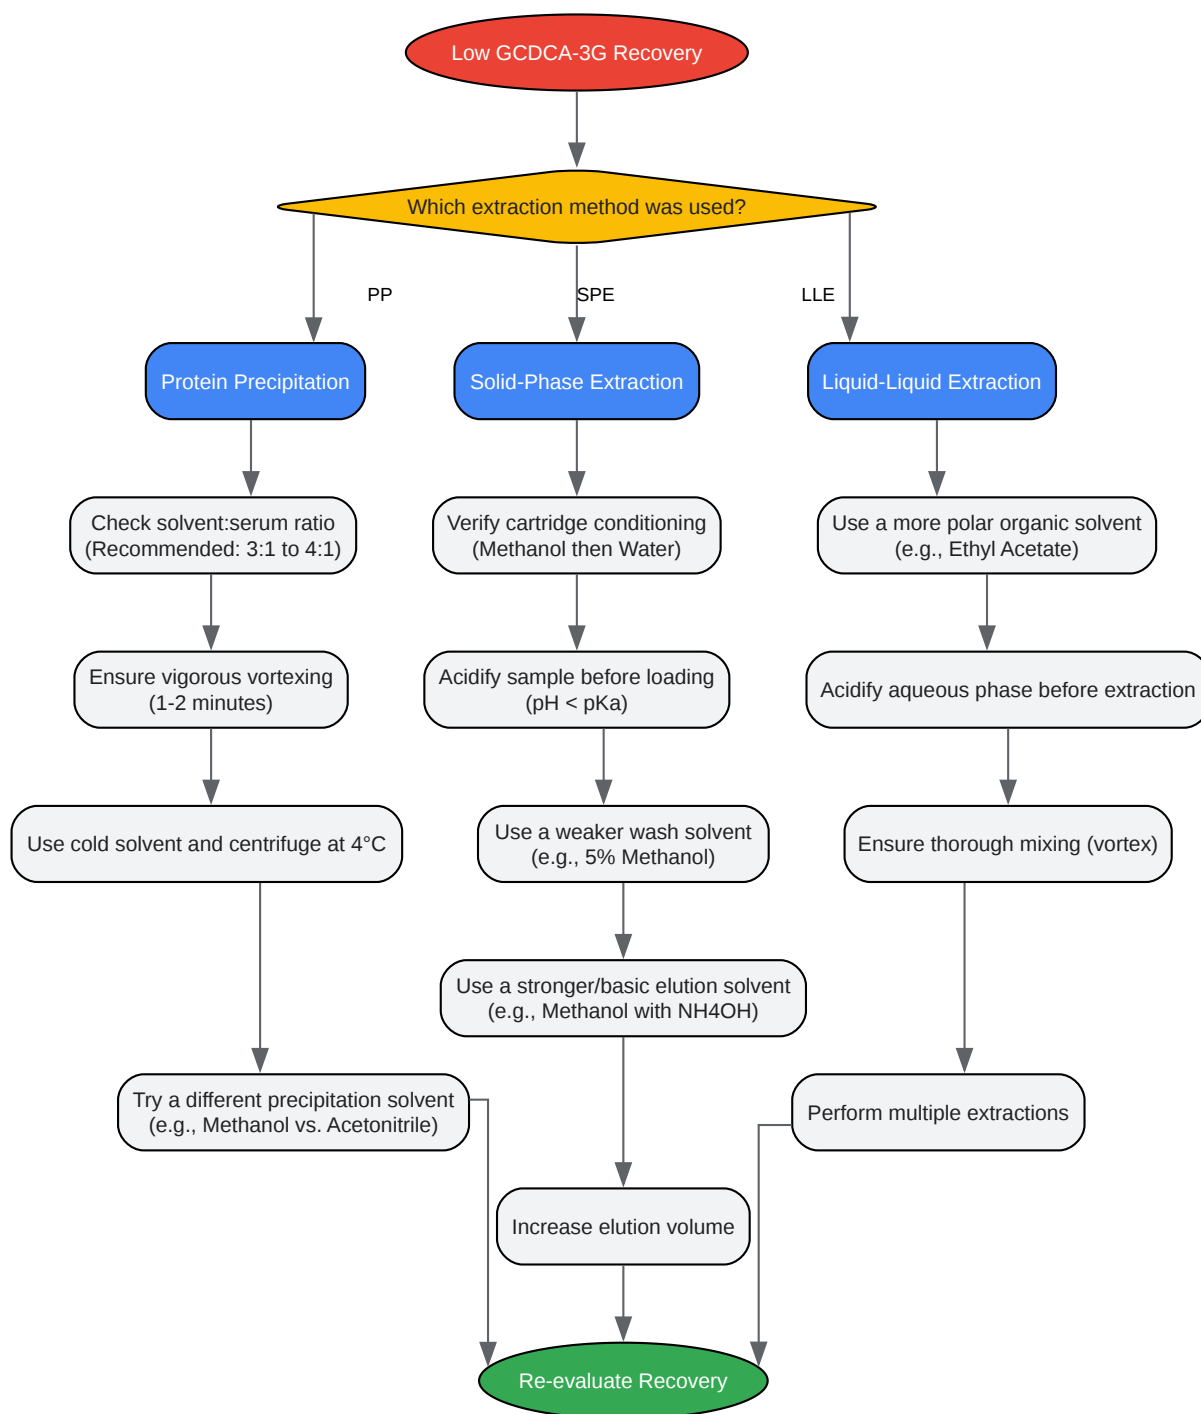 Low GCDCA-3G Recovery
Which extraction method was used?
PP
SPE
LLE
Protein Precipitation
Solid-Phase Extraction
Liquid-Liquid Extraction
Check solvent:serum ratio
(Recommended: 3:1 to 4:1)
Verify cartridge conditioning
(Methanol then Water)
Use a more polar organic solvent
(e.g., Ethyl Acetate)
Ensure vigorous vortexing
(1-2 minutes)
Acidify sample before loading
(pH < pKa)
Acidify aqueous phase before extraction
Use cold solvent and centrifuge at 4°C
Use a weaker wash solvent
(e.g., 5% Methanol)
Ensure thorough mixing (vortex)
Use a stronger/basic elution solvent
(e.g., Methanol with NH4OH)
Try a different precipitation solvent
(e.g., Methanol vs. Acetonitrile)
Perform multiple extractions
Increase elution volume
Re-evaluate Recovery